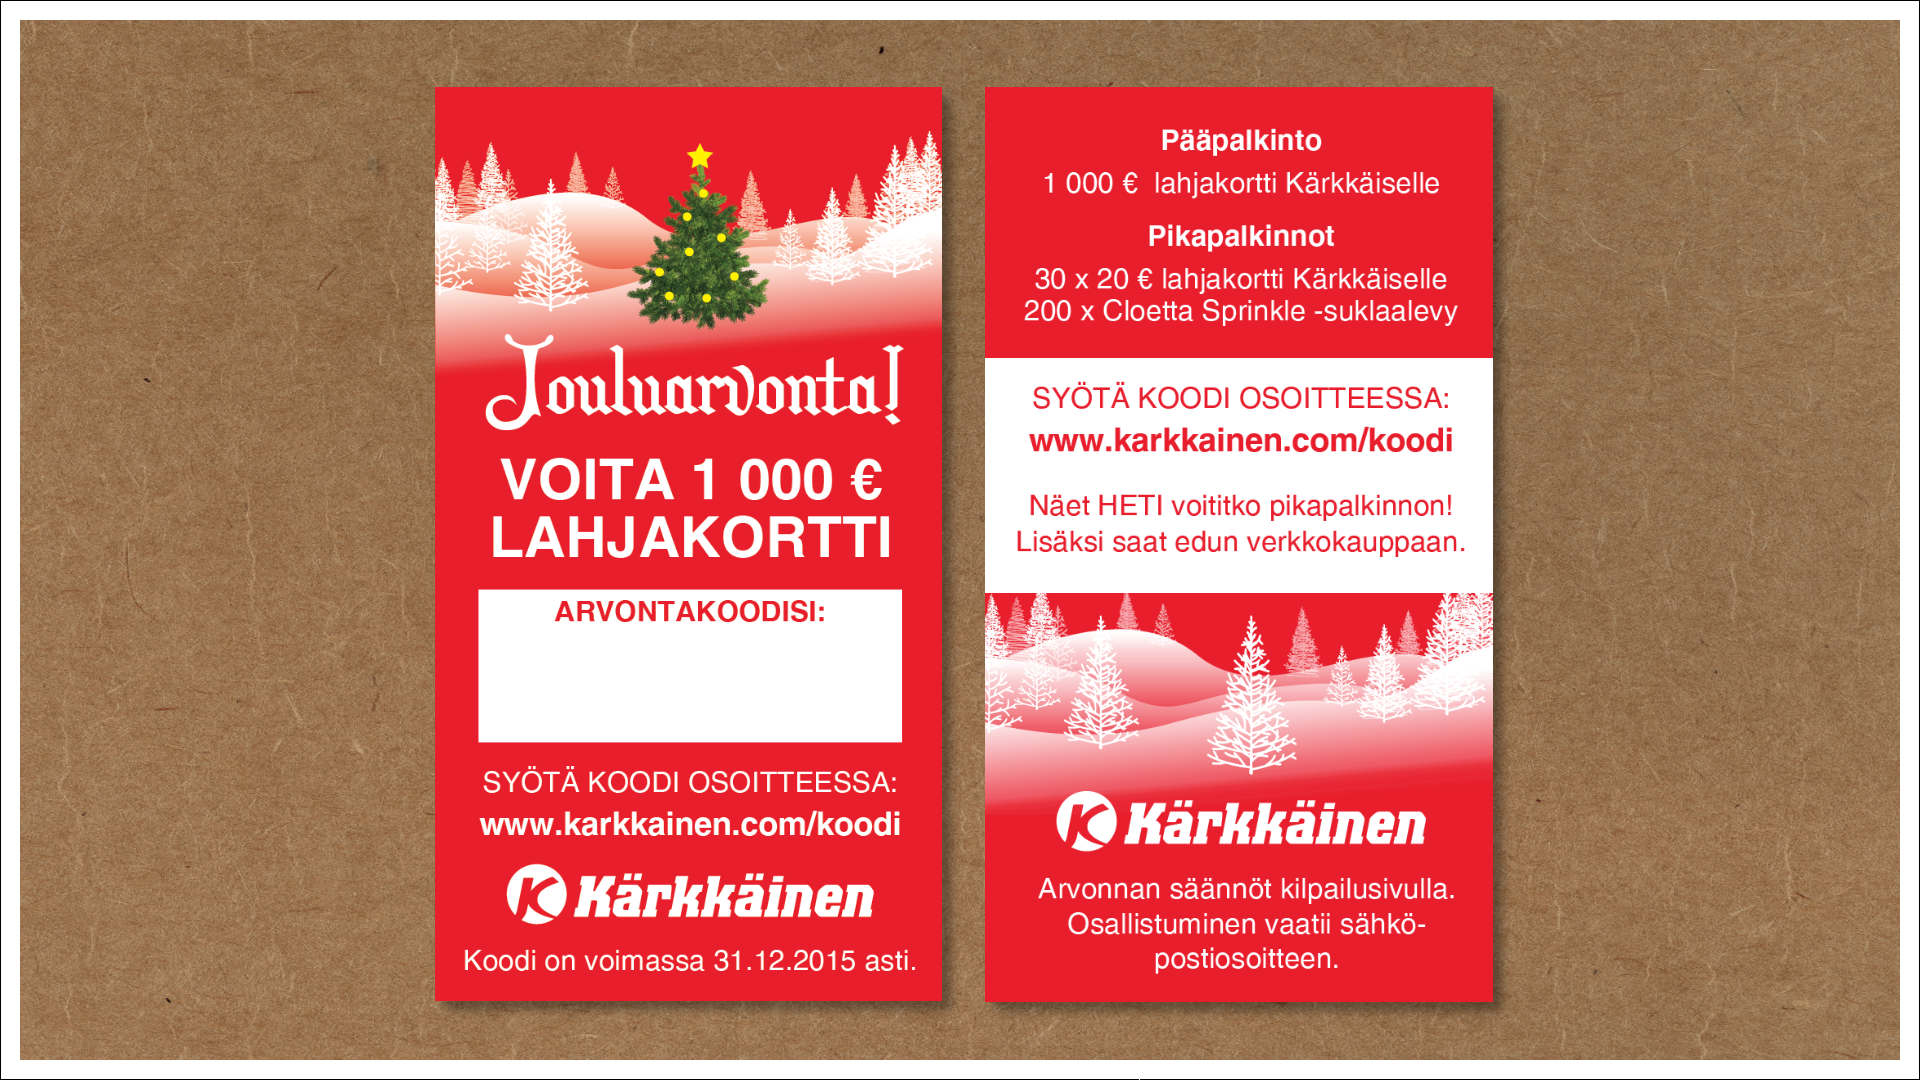 Jouluarvonta!
VOITA 1 000 €
LAHJAKORTTI
ARVONTAKOODISI:
SYÖTÄ KOODI OSOITTEESSA:
www.karkkainen.com/koodi
K Kärkkäinen
Koodi on voimassa 31.12.2015 asti.
Pääpalkinto
1 000 € lahjakortti Kärkkäiselle
Pikapalkinnot
30 x 20 € lahjakortti Kärkkäiselle
200 x Cloetta Sprinkle -suklaalevy
SYÖTÄ KOODI OSOITTEESSA:
www.karkkainen.com/koodi
Näet HETI voititko pikapalkinnon!
Lisäksi saat edun verkkokauppaan.
K Kärkkäinen
Arvonnan säännöt kilpailusivulla.
Osallistuminen vaatii sähkö-
postiosoitteen.